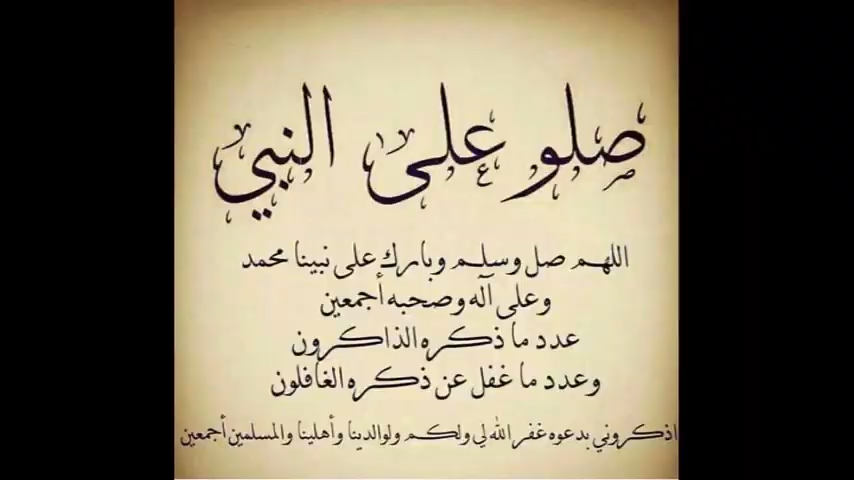 صلو على النبي
اللهم صل وسلم وبارك على نبينا محمد
وعلى آله وصحبه أجمعين
عدد ما ذكره الذاكرون
وعدد ما غفل عن ذكره الغافلون
اذكروني بدعوه غفر الله لي ولكم ولوالدينا وأهلينا والمسلمين أجمعين